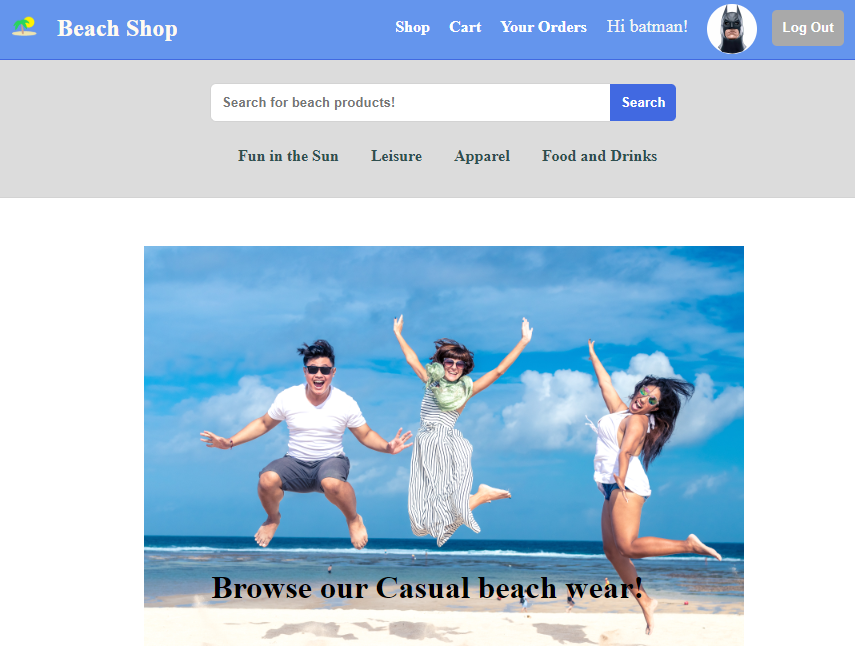 Beach Shop
Shop Cart Your Orders Hi batman! Log Out
Search for beach products! Search
Fun in the Sun Leisure Apparel Food and Drinks
Browse our Casual beach wear!